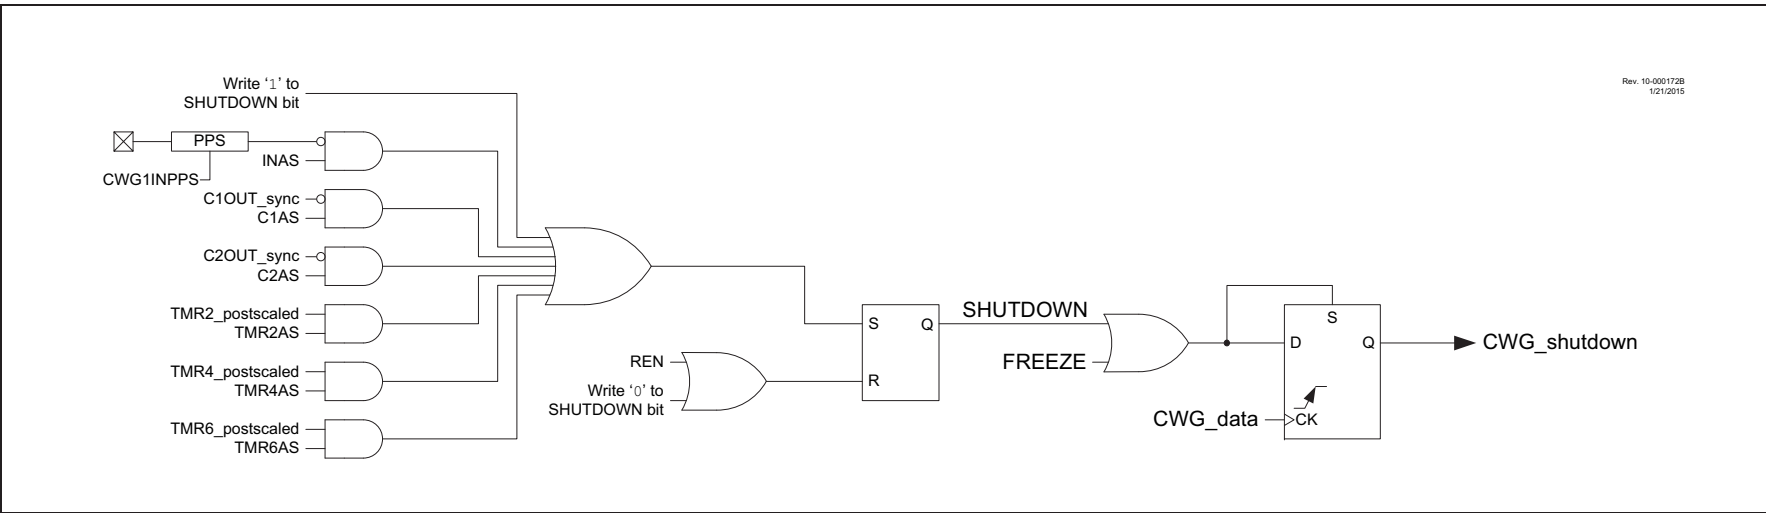 Write ‘1’ to
SHUTDOWN bit
Rev. 10-000172B
1/21/2015
PPS
INAS
CWG1INPPS
C1OUT_sync
C1AS
C2OUT_sync
C2AS
TMR2_postscaled
TMR2AS
TMR4_postscaled
TMR4AS
TMR6_postscaled
TMR6AS
REN
Write ‘0’ to
SHUTDOWN bit
S
Q
R
SHUTDOWN
FREEZE
S
D
Q
CWG_data
CK
CWG_shutdown